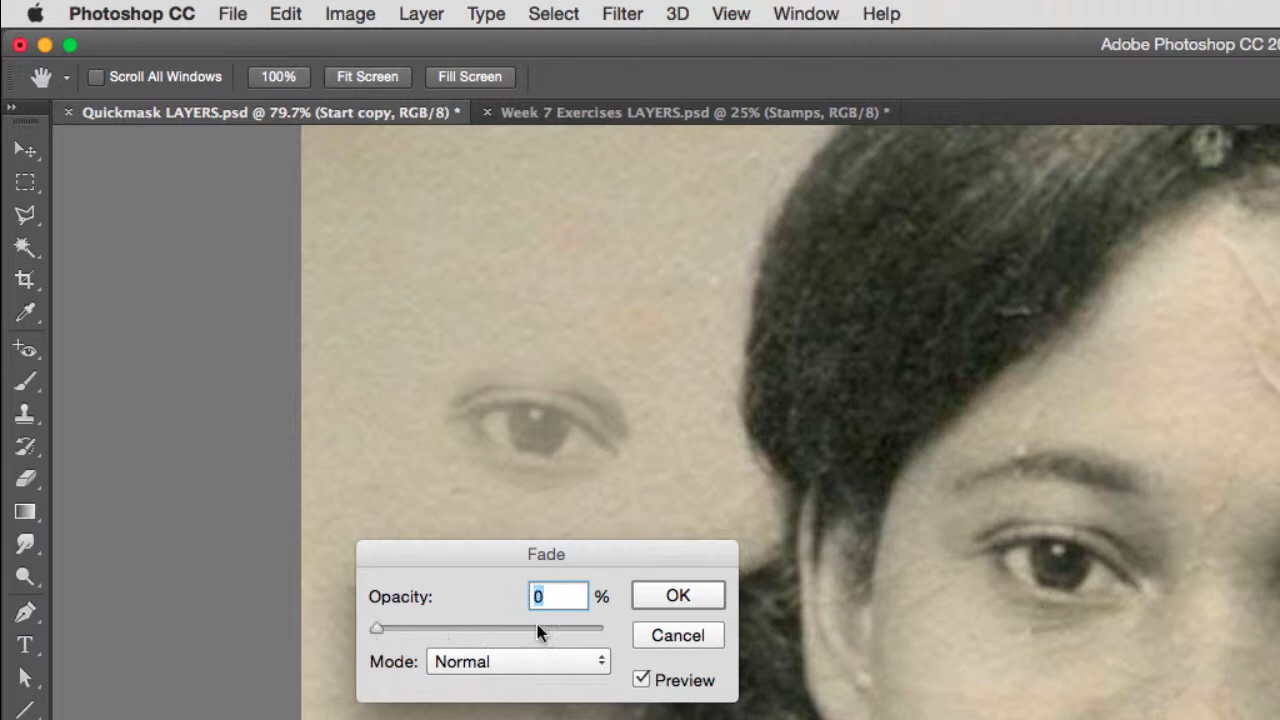 Photoshop CC File Edit Image Layer Type Select Filter 3D View Window Help
Adobe Photoshop CC
Scroll All Windows 100% Fit Screen Fill Screen
× Quickmask LAYERS.psd @ 79.7% (Start copy, RGB/8) * × Week 7 Exercises LAYERS.psd @ 25% (Stamps, RGB/8) *
T
Fade
Opacity: 0 % OK
Cancel
Mode: Normal
Preview